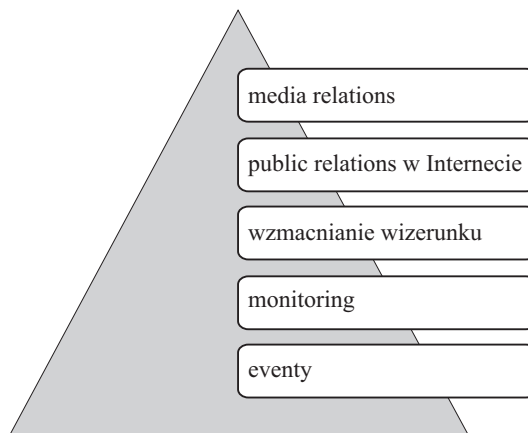 media relations
public relations w Internecie
wzmacnianie wizerunku
monitoring
eventy